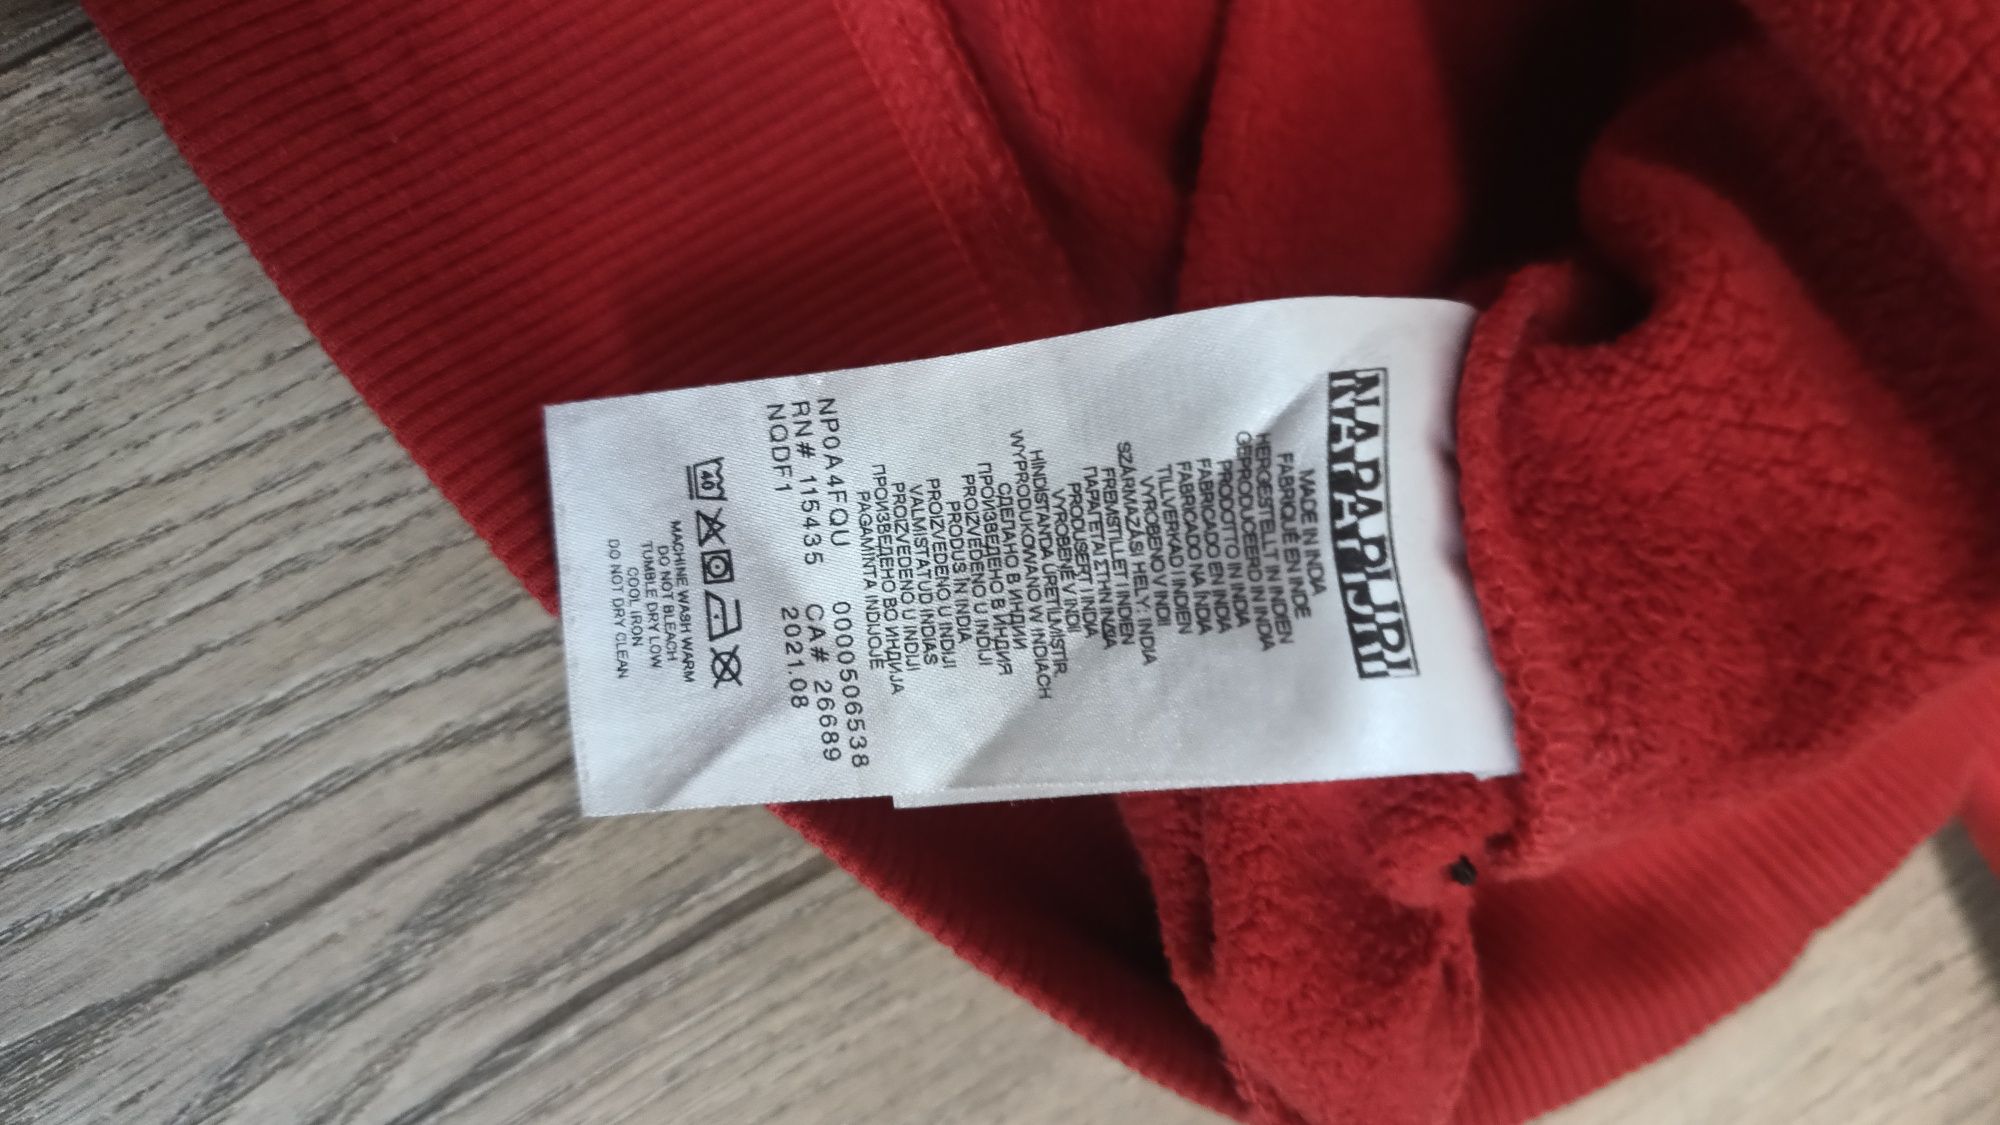 NAPAPIJRI
MADE IN INDIA
FABRIQUÉ EN INDE
HERGESTELLT IN INDIEN
GEPRODUCEERD IN INDIA
PRODOTTO IN INDIA
FABRICADO EN INDIA
FABRICADO NA ÍNDIA
TILLVERKAD I INDIEN
VYROBENO V INDII
SZÁRMAZÁSI HELY: INDIA
FREMSTILLET I INDIEN
ΠΑΡΑΓΕΤΑΙ ΣΤΗΝ ΙΝΔΙΑ
PRODUSERT I INDIA
VYROBENÉ V INDII
HINDISTANDA ÜRETILMISTIR.
WYPRODUKOWANO W INDIACH
СДЕЛАНО В ИНДИИ
ПРОИЗВЕДЕНО В ИНДИЯ
PROIZVEDENO U INDIJI
PRODUS IN INDIA
PROIZVEDENO U INDIJI
VALMISTATUD INDIAS
PROIZVEDENO U INDIJI
ПРОИЗВЕДЕНО ВО ИНДИЈА
PAGAMINTA INDIJOJE
NP0A4FQU 0000506538
RN# 115435 CA# 26689
NQDF1 2021.08
40
MACHINE WASH WARM
DO NOT BLEACH
TUMBLE DRY LOW
COOL IRON
DO NOT DRY CLEAN